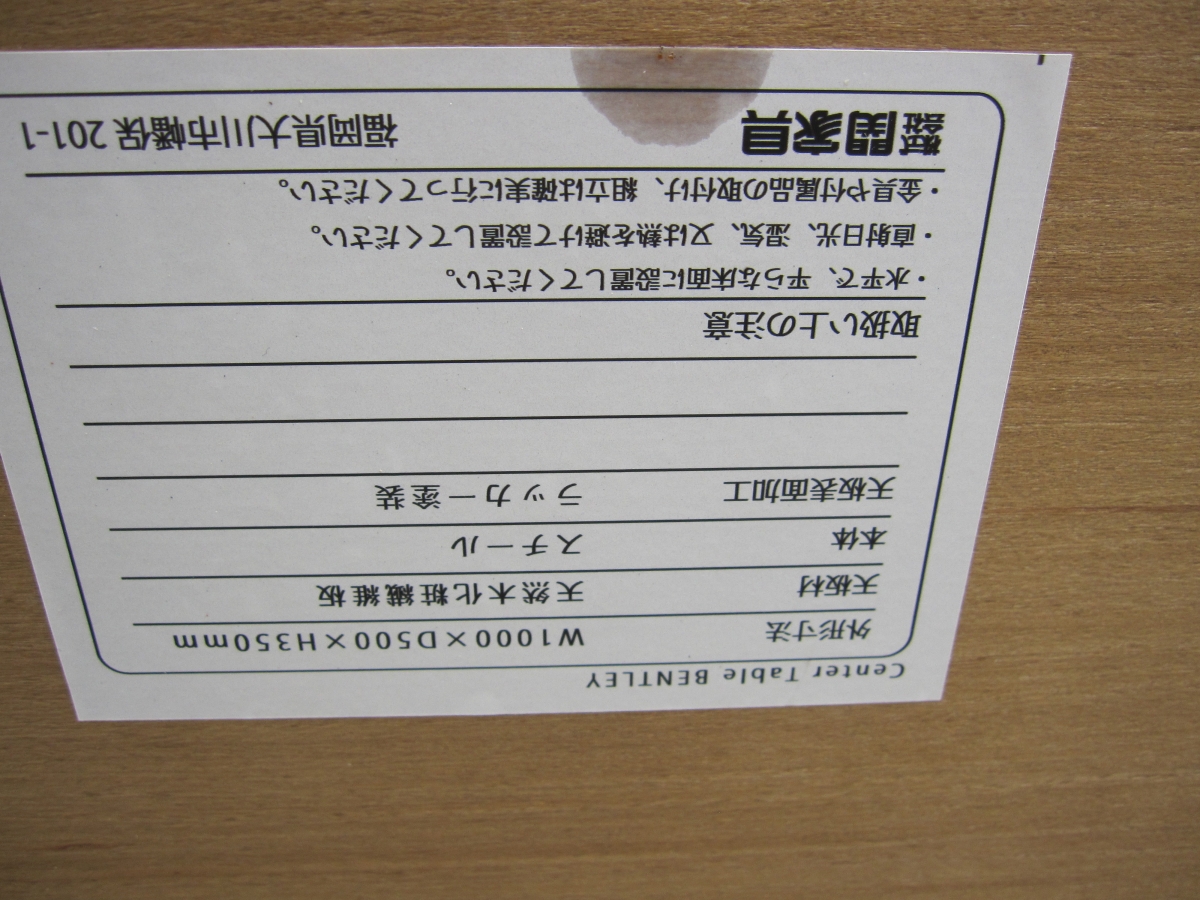 Center Table BENTLEY
外形寸法 W1000×D500×H350mm
天板材 天然木化粧繊維板
本体 スチール
天板表面加工 ラッカー塗装
取扱い上の注意
・水平で、平らな床面に設置してください。
・直射日光、湿気、又は熱を避けて設置してください。
・金具や付属品の取付け、組立は確実に行ってください。
株式会社 関家具 福岡県大川市幡保 201-1